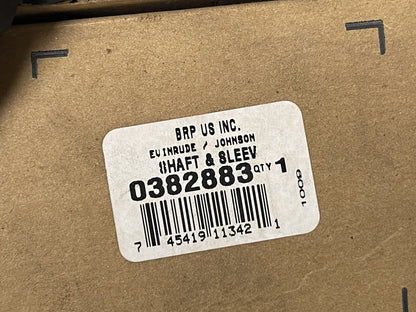 BRP US INC.
EVINRUDE / JOHNSON
SHAFT & SLEEV
0382883 QTY 1
1009
7 45419 11342 1